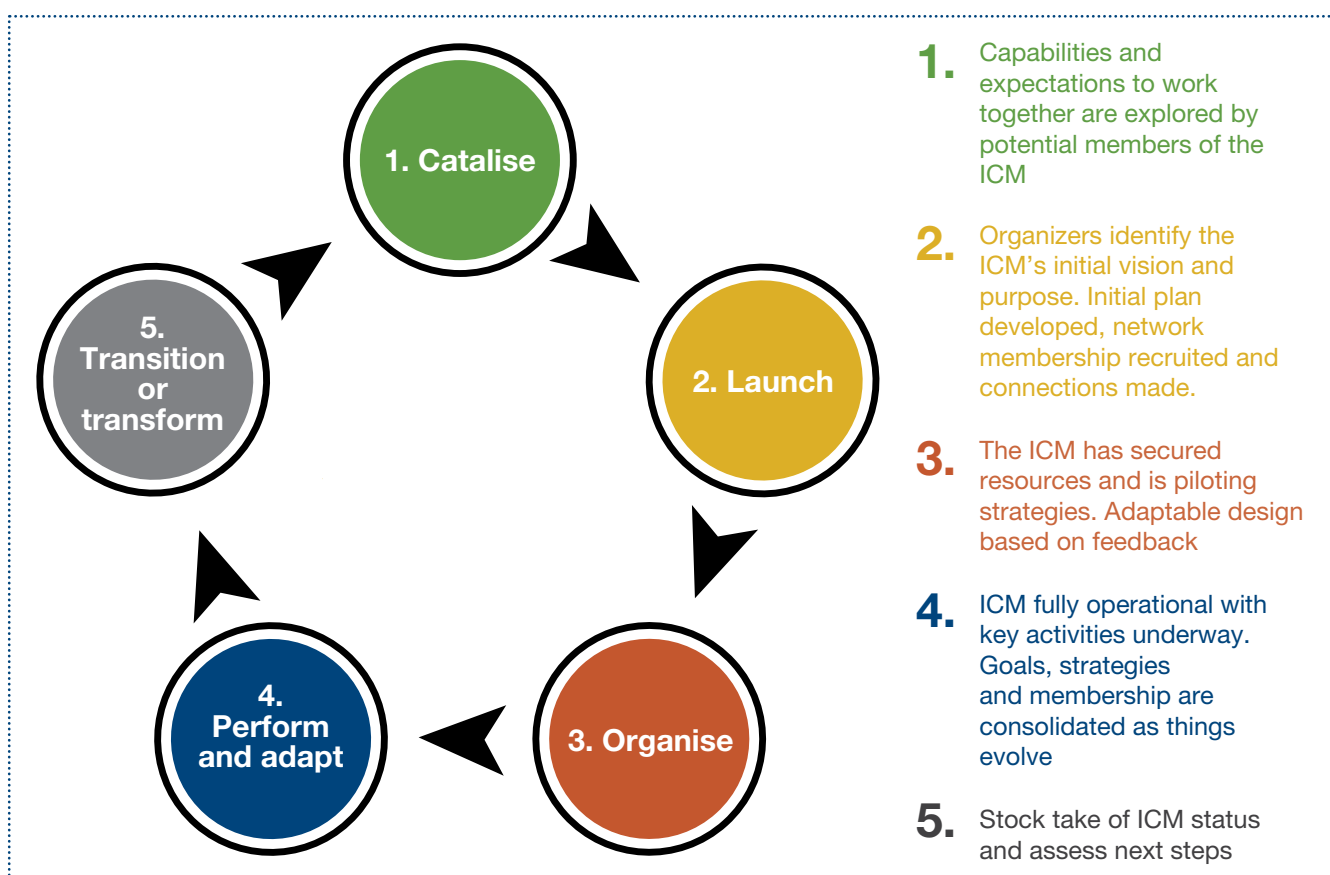 1. Catalise
2. Launch
3. Organise
4.
Perform
and adapt
5.
Transition
or
transform
1. Capabilities and
expectations to work
together are explored by
potential members of the
ICM
2. Organizers identify the
ICM’s initial vision and
purpose. Initial plan
developed, network
membership recruited and
connections made.
3. The ICM has secured
resources and is piloting
strategies. Adaptable design
based on feedback
4. ICM fully operational with
key activities underway.
Goals, strategies
and membership are
consolidated as things
evolve
5. Stock take of ICM status
and assess next steps